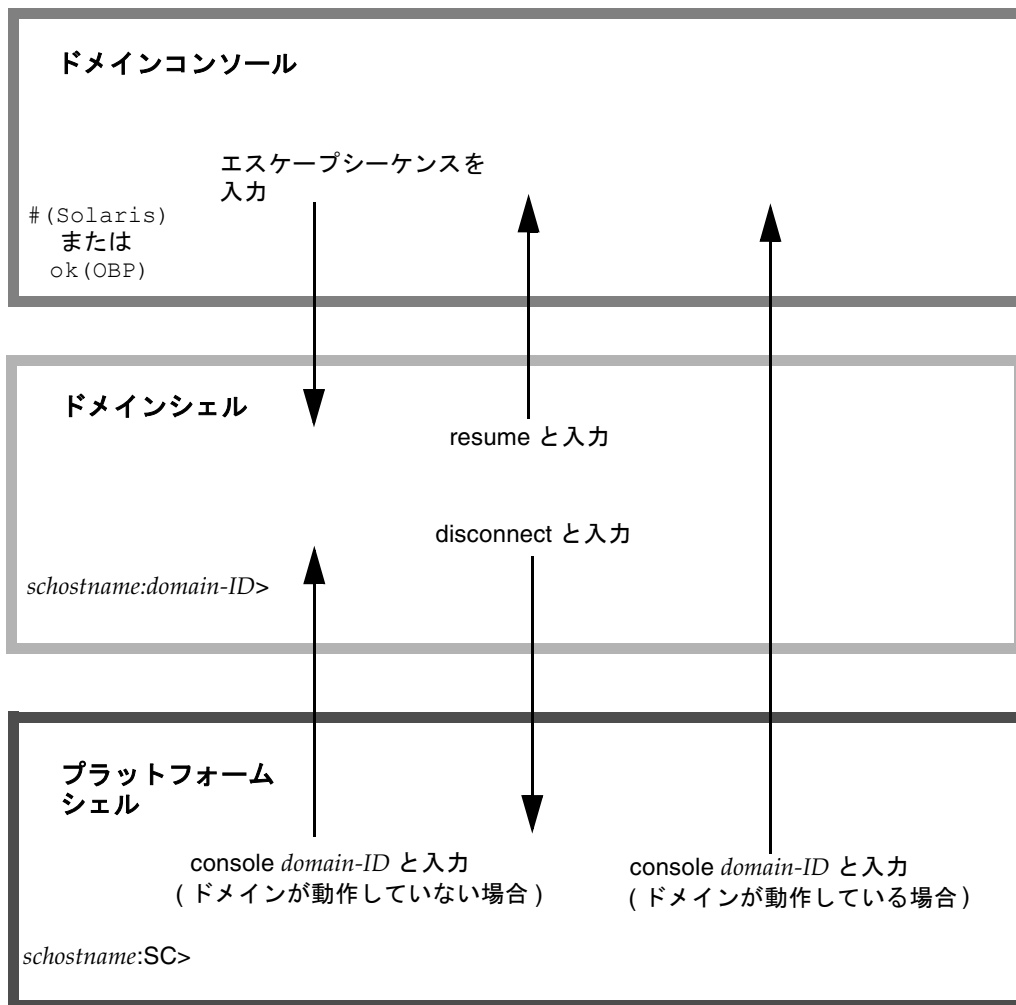 ドメインコンソール
エスケープシーケンスを
入力
#(Solaris)
または
ok(OBP)
ドメインシェル
resume と入力
disconnect と入力
schostname:domain-ID>
プラットフォーム
シェル
console domain-ID と入力
( ドメインが動作していない場合 )
console domain-ID と入力
( ドメインが動作している場合 )
schostname:SC>